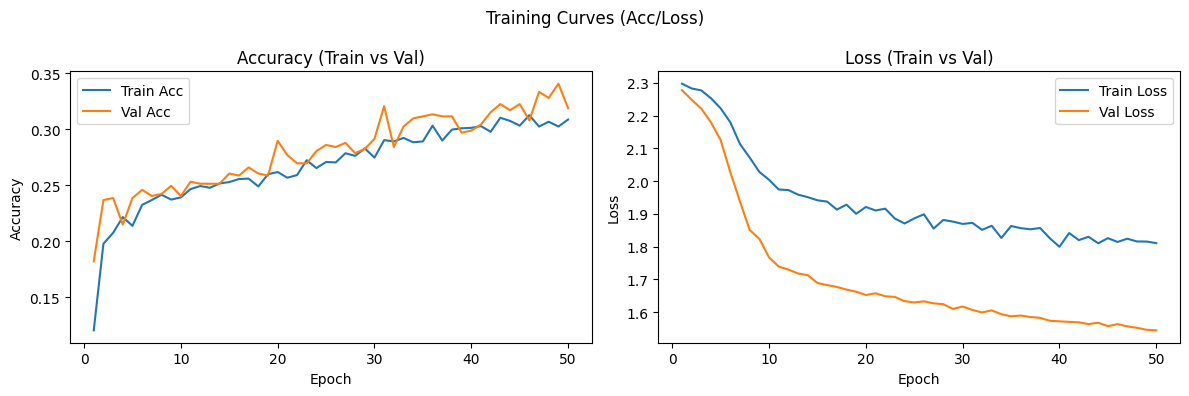 Training Curves (Acc/Loss)
Accuracy (Train vs Val)
Train Acc
Val Acc
0.35
0.30
0.25
0.20
0.15
Accuracy
0 10 20 30 40 50
Epoch
Loss (Train vs Val)
Train Loss
Val Loss
2.3
2.2
2.1
2.0
1.9
1.8
1.7
1.6
Loss
0 10 20 30 40 50
Epoch